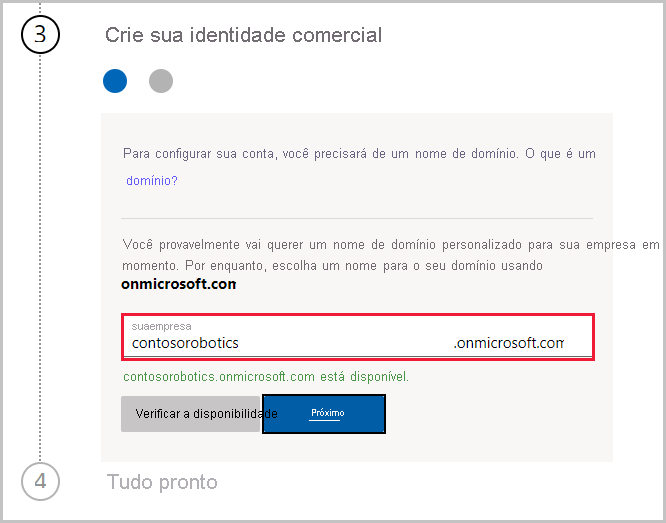 3 Crie sua identidade comercial
Para configurar sua conta, você precisará de um nome de domínio. O que é um
domínio?
Você provavelmente vai querer um nome de domínio personalizado para sua empresa em
momento. Por enquanto, escolha um nome para o seu domínio usando
onmicrosoft.com
suaempresa
contosorobotics .onmicrosoft.com
contosorobotics.onmicrosoft.com está disponível.
Verificar a disponibilidade Próximo
4 Tudo pronto